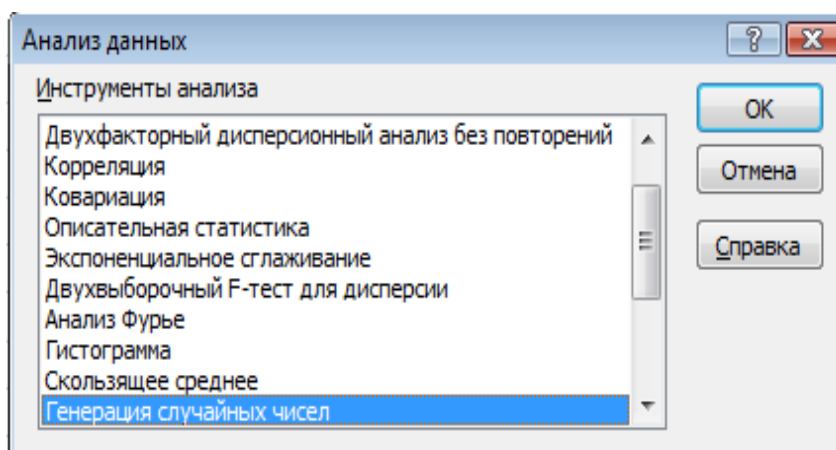 Анализ данных
Инструменты анализа
Двухфакторный дисперсионный анализ без повторений
Корреляция
Ковариация
Описательная статистика
Экспоненциальное сглаживание
Двухвыборочный F-тест для дисперсии
Анализ Фурье
Гистограмма
Скользящее среднее
Генерация случайных чисел
OK
Отмена
Справка